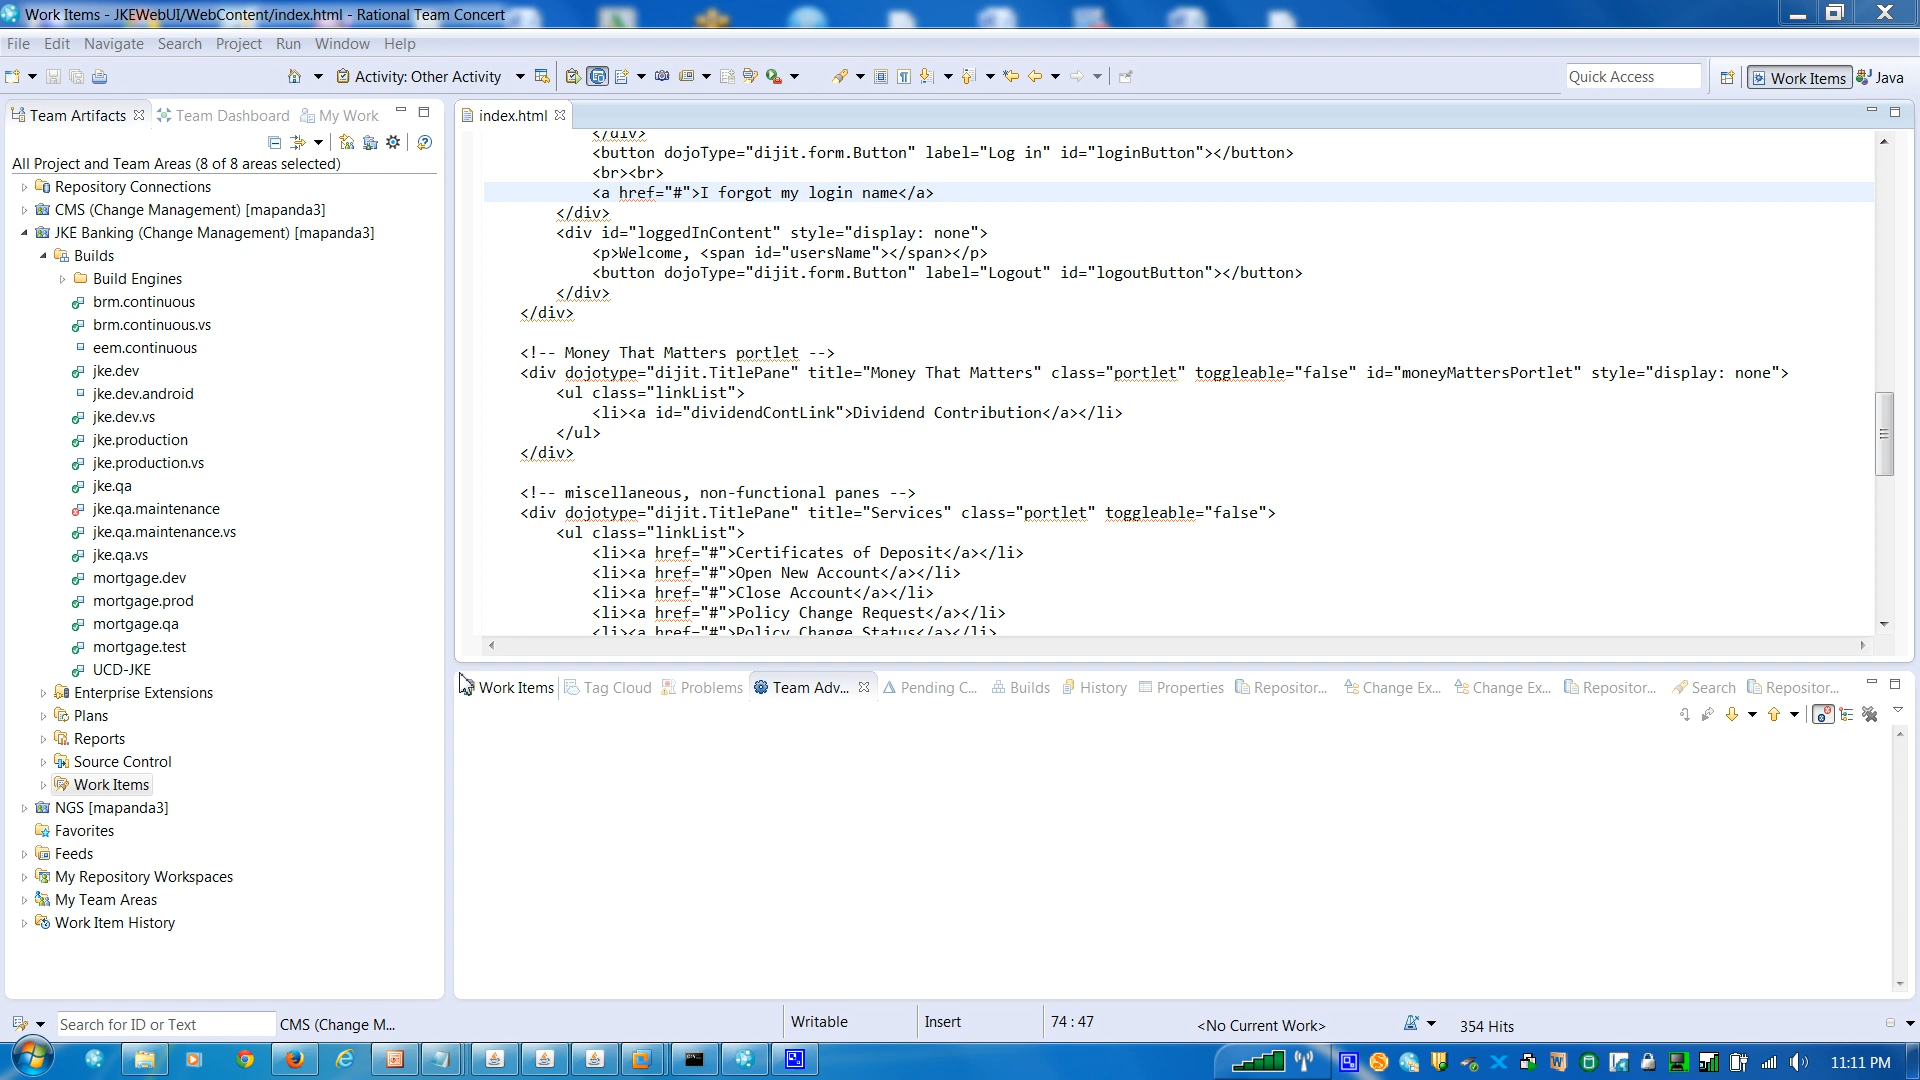 Work Items - JKEWebUI/WebContent/index.html - Rational Team Concert
File Edit Navigate Search Project Run Window Help
Activity: Other Activity
Quick Access
Work Items
Java
Team Artifacts
Team Dashboard
My Work
index.html
All Project and Team Areas (8 of 8 areas selected)
Repository Connections
CMS (Change Management) [mapanda3]
JKE Banking (Change Management) [mapanda3]
Builds
Build Engines
brm.continuous
brm.continuous.vs
eem.continuous
jke.dev
jke.dev.android
jke.dev.vs
jke.production
jke.production.vs
jke.qa
jke.qa.maintenance
jke.qa.maintenance.vs
jke.qa.vs
mortgage.dev
mortgage.prod
mortgage.qa
mortgage.test
UCD-JKE
Enterprise Extensions
Plans
Reports
Source Control
Work Items
NGS [mapanda3]
Favorites
Feeds
My Repository Workspaces
My Team Areas
Work Item History
</div>
<button dojoType="dijit.form.Button" label="Log in" id="loginButton"></button>
<br><br>
<a href="#">I forgot my login name</a>
</div>
<div id="loggedInContent" style="display: none">
<p>Welcome, <span id="usersName"></span></p>
<button dojoType="dijit.form.Button" label="Logout" id="logoutButton"></button>
</div>
</div>
<!-- Money That Matters portlet -->
<div dojotype="dijit.TitlePane" title="Money That Matters" class="portlet" toggleable="false" id="moneyMattersPortlet" style="display: none">
<ul class="linkList">
<li><a id="dividendContLink">Dividend Contribution</a></li>
</ul>
</div>
<!-- miscellaneous, non-functional panes -->
<div dojotype="dijit.TitlePane" title="Services" class="portlet" toggleable="false">
<ul class="linkList">
<li><a href="#">Certificates of Deposit</a></li>
<li><a href="#">Open New Account</a></li>
<li><a href="#">Close Account</a></li>
<li><a href="#">Policy Change Request</a></li>
<li><a href="#">Policy Change Status</a></li>
Work Items
Tag Cloud
Problems
Team Adv...
Pending C...
Builds
History
Properties
Repositor...
Change Ex...
Change Ex...
Repositor...
Search
Repositor...
Search for ID or Text
CMS (Change M...
Writable
Insert
74 : 47
<No Current Work>
354 Hits
11:11 PM